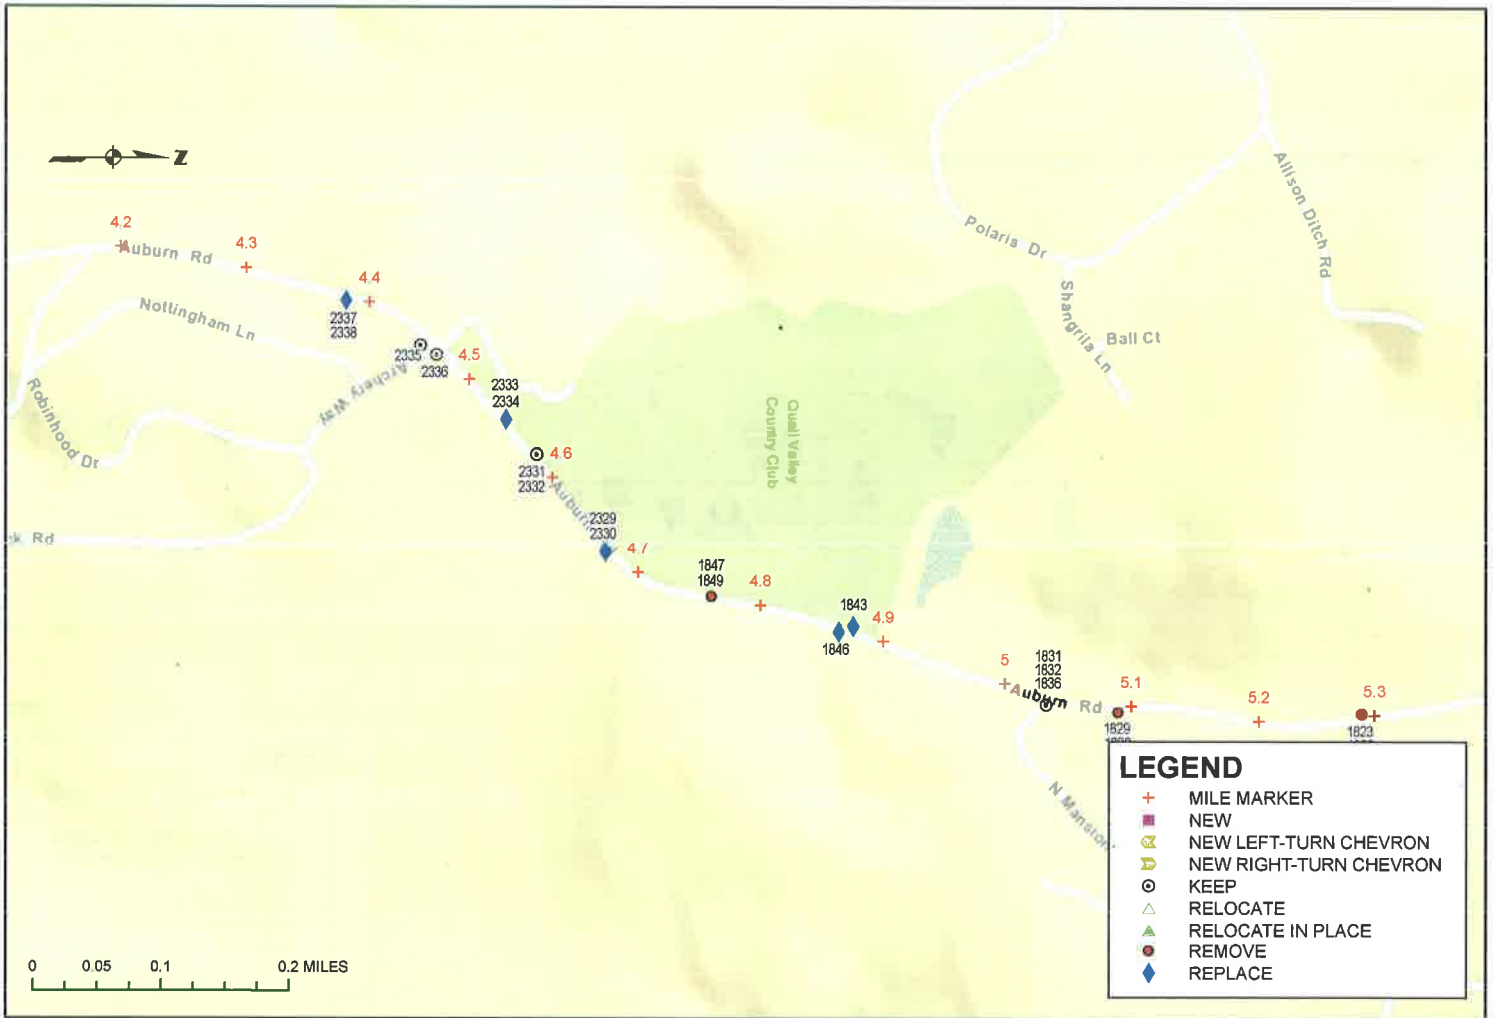 Z
4.2
Auburn Rd
4.3
4.4
2337
2338
Nottingham Ln
Robinhood Dr
Archery Way
2335
2336
4.5
2333
2334
4.6
2331
2332
Auburn
2329
2330
4.7
1847
1849
4.8
1843
1846
4.9
Quail Valley
Country Club
Polaris Dr
Shangrila Ln
Ball Ct
Allison Ditch Rd
k Rd
5
1831
1832
1836
Auburn Rd
5.1
1829
5.2
5.3
1823
LEGEND
MILE MARKER
NEW
NEW LEFT-TURN CHEVRON
NEW RIGHT-TURN CHEVRON
KEEP
RELOCATE
RELOCATE IN PLACE
REMOVE
REPLACE
0 0.05 0.1 0.2 MILES